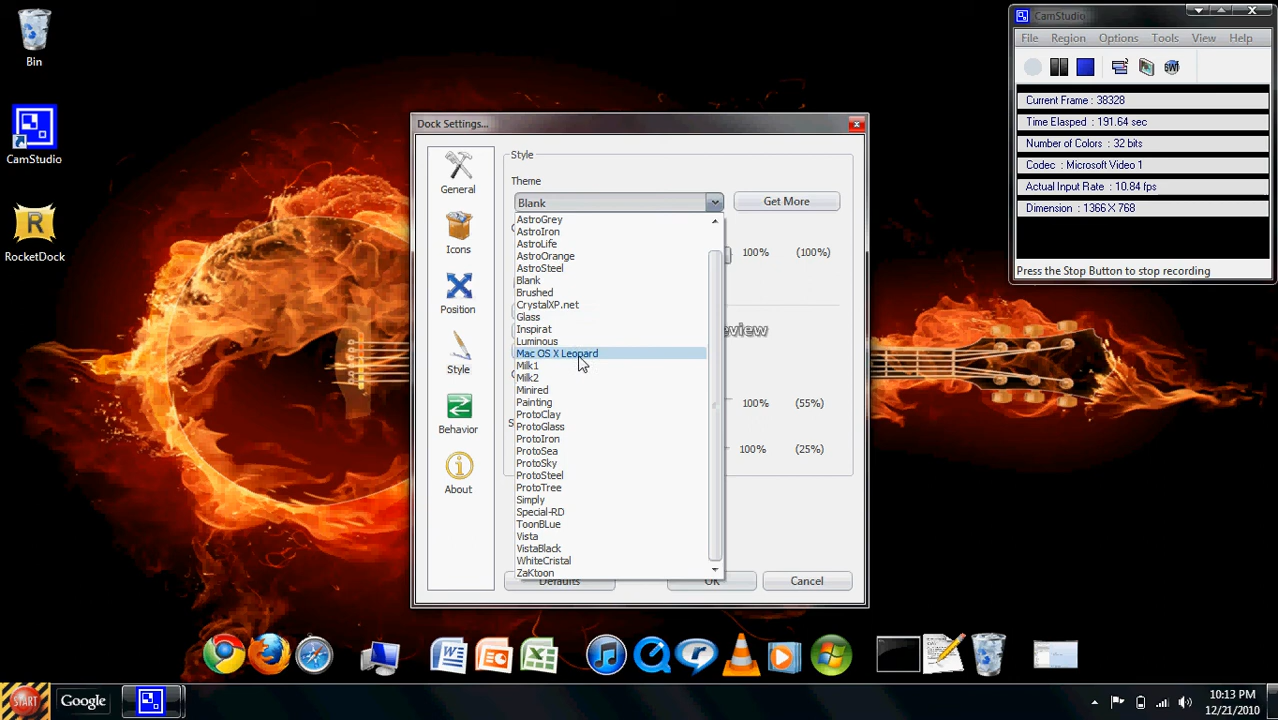 Bin
CamStudio
RocketDock
CamStudio
File Region Options Tools View Help
Current Frame : 38328
Time Elasped : 191.64 sec
Number of Colors : 32 bits
Codec : Microsoft Video 1
Actual Input Rate : 10.84 fps
Dimension : 1366 X 768
Press the Stop Button to stop recording
Dock Settings...
General
Icons
Position
Style
Behavior
About
Style
Theme
Blank
Get More
AstroGrey
AstroIron
AstroLife
AstroOrange
AstroSteel
Blank
Brushed
CrystalXP.net
Glass
Inspirat
Luminous
Mac OS X Leopard
Milk1
Milk2
Minired
Painting
ProtoClay
ProtoGlass
ProtoIron
ProtoSea
ProtoSky
ProtoSteel
ProtoTree
Simply
Special-RD
ToonBLue
Vista
VistaBlack
WhiteCristal
ZaKtoon
100% (100%)
100% (55%)
100% (25%)
Defaults
OK
Cancel
START
Google
10:13 PM
12/21/2010